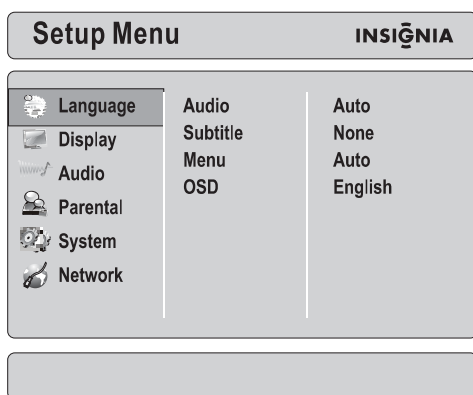 Setup Menu INSIGNIA
Language Audio Auto
Display Subtitle None
Audio Menu Auto
Parental OSD English
System
Network